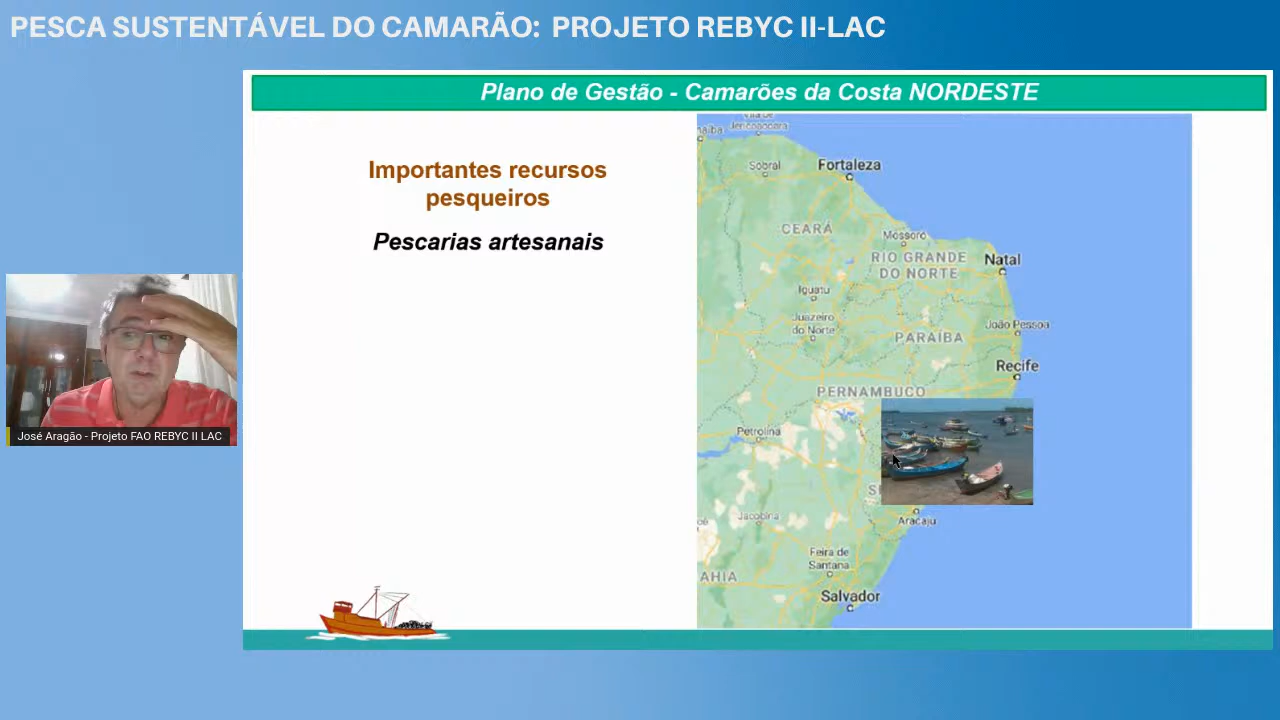 PESCA SUSTENTÁVEL DO CAMARÃO: PROJETO REBYC II-LAC
Plano de Gestão - Camarões da Costa NORDESTE
Importantes recursos
pesqueiros
Pescarias artesanais
Jericoacoara
Sobral
Fortaleza
CEARÁ
Mossoró
RIO GRANDE
DO NORTE
Natal
Iguatu
Juazeiro
do Norte
João Pessoa
PARAÍBA
Recife
PERNAMBUCO
Petrolina
Jacobina
Aracaju
Feira de
Santana
AHIA
Salvador
José Aragão - Projeto FAO REBYC II LAC